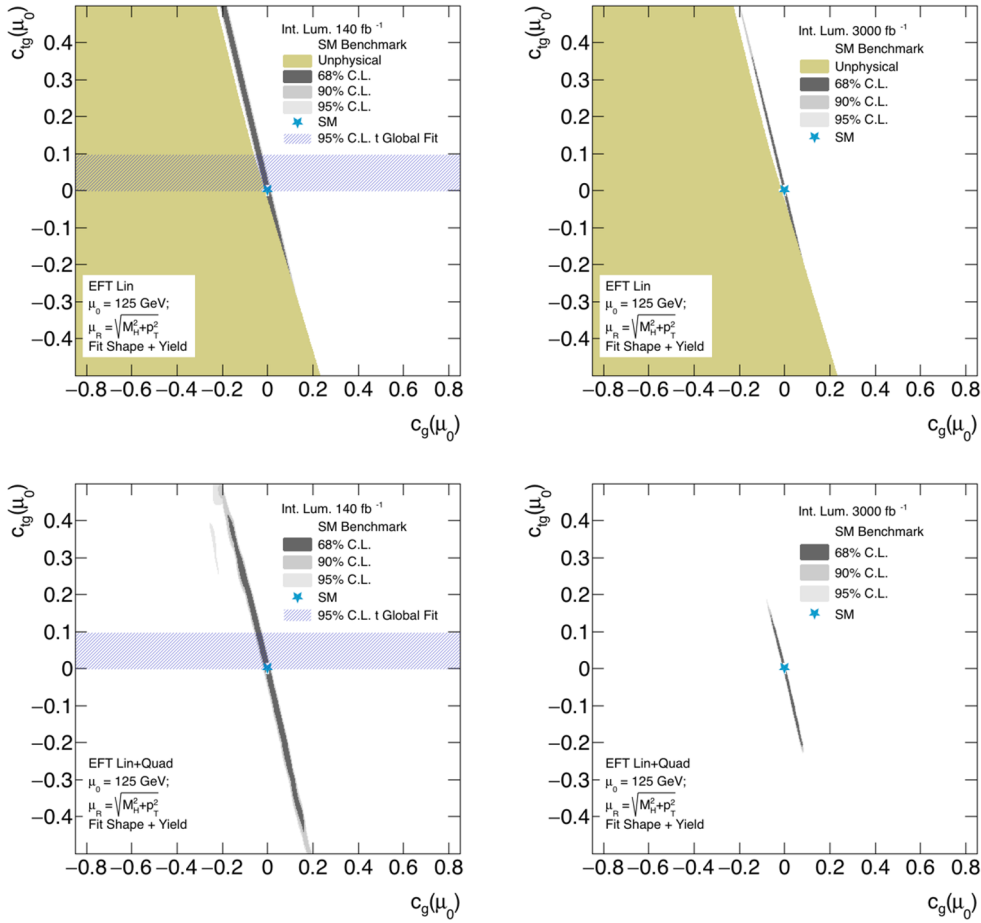 c_tg(μ_0)
0.4
0.3
0.2
0.1
0
−0.1
−0.2
−0.3
−0.4
Int. Lum. 140 fb ^-1
SM Benchmark
Unphysical
68% C.L.
90% C.L.
95% C.L.
SM
95% C.L. t Global Fit
EFT Lin
μ_0 = 125 GeV;
μ_R = √M_H^2+p_T^2
Fit Shape + Yield
−0.8 −0.6 −0.4 −0.2 0 0.2 0.4 0.6 0.8
c_g(μ_0)
c_tg(μ_0)
0.4
0.3
0.2
0.1
0
−0.1
−0.2
−0.3
−0.4
Int. Lum. 3000 fb ^-1
SM Benchmark
Unphysical
68% C.L.
90% C.L.
95% C.L.
SM
EFT Lin
μ_0 = 125 GeV;
μ_R = √M_H^2+p_T^2
Fit Shape + Yield
−0.8 −0.6 −0.4 −0.2 0 0.2 0.4 0.6 0.8
c_g(μ_0)
c_tg(μ_0)
0.4
0.3
0.2
0.1
0
−0.1
−0.2
−0.3
−0.4
Int. Lum. 140 fb ^-1
SM Benchmark
68% C.L.
90% C.L.
95% C.L.
SM
95% C.L. t Global Fit
EFT Lin+Quad
μ_0 = 125 GeV;
μ_R = √M_H^2+p_T^2
Fit Shape + Yield
−0.8 −0.6 −0.4 −0.2 0 0.2 0.4 0.6 0.8
c_g(μ_0)
c_tg(μ_0)
0.4
0.3
0.2
0.1
0
−0.1
−0.2
−0.3
−0.4
Int. Lum. 3000 fb ^-1
SM Benchmark
68% C.L.
90% C.L.
95% C.L.
SM
EFT Lin+Quad
μ_0 = 125 GeV;
μ_R = √M_H^2+p_T^2
Fit Shape + Yield
−0.8 −0.6 −0.4 −0.2 0 0.2 0.4 0.6 0.8
c_g(μ_0)